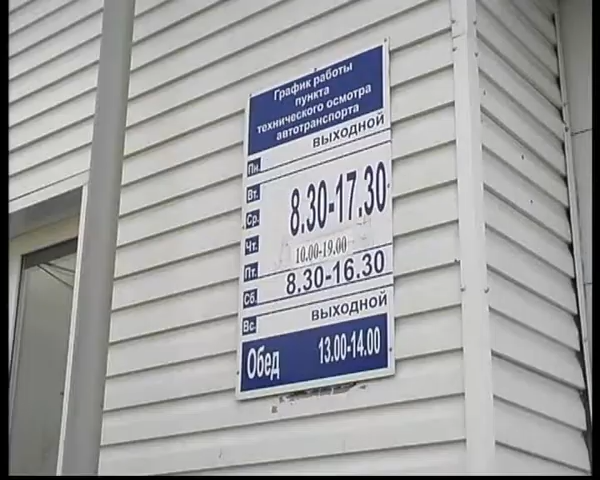 График работы
пункта
технического осмотра
автотранспорта
Пн. ВЫХОДНОЙ
Вт.
Ср. 8.30-17.30
Чт. 10.00-19.00
Пт.
Сб. 8.30-16.30
Вс. ВЫХОДНОЙ
Обед 13.00-14.00